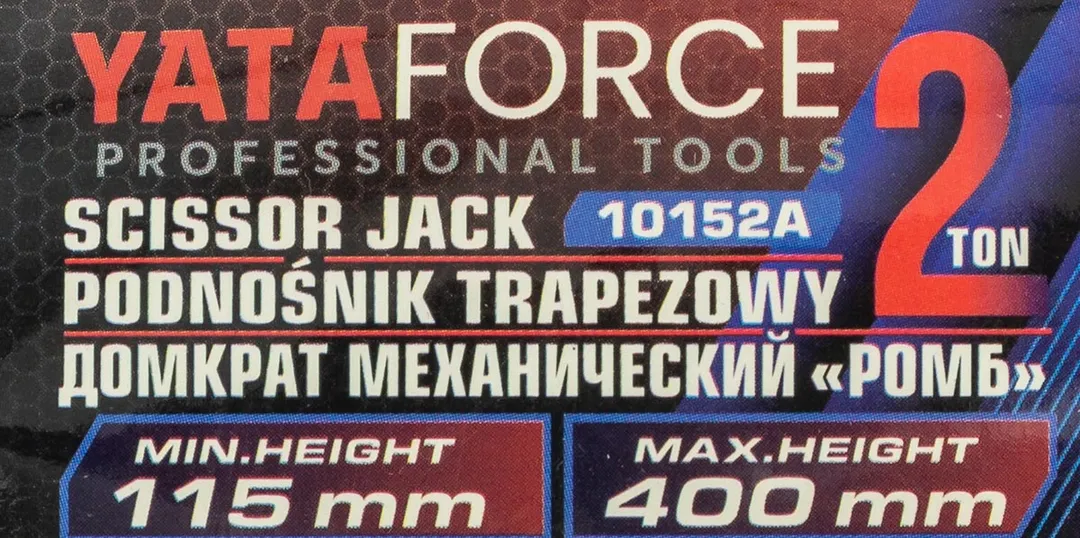 YATAFORCE
PROFESSIONAL TOOLS
2 TON
SCISSOR JACK 10152A
PODNOŚNIK TRAPEZOWY
ДОМКРАТ МЕХАНИЧЕСКИЙ «РОМБ»
MIN.HEIGHT
115 mm
MAX.HEIGHT
400 mm